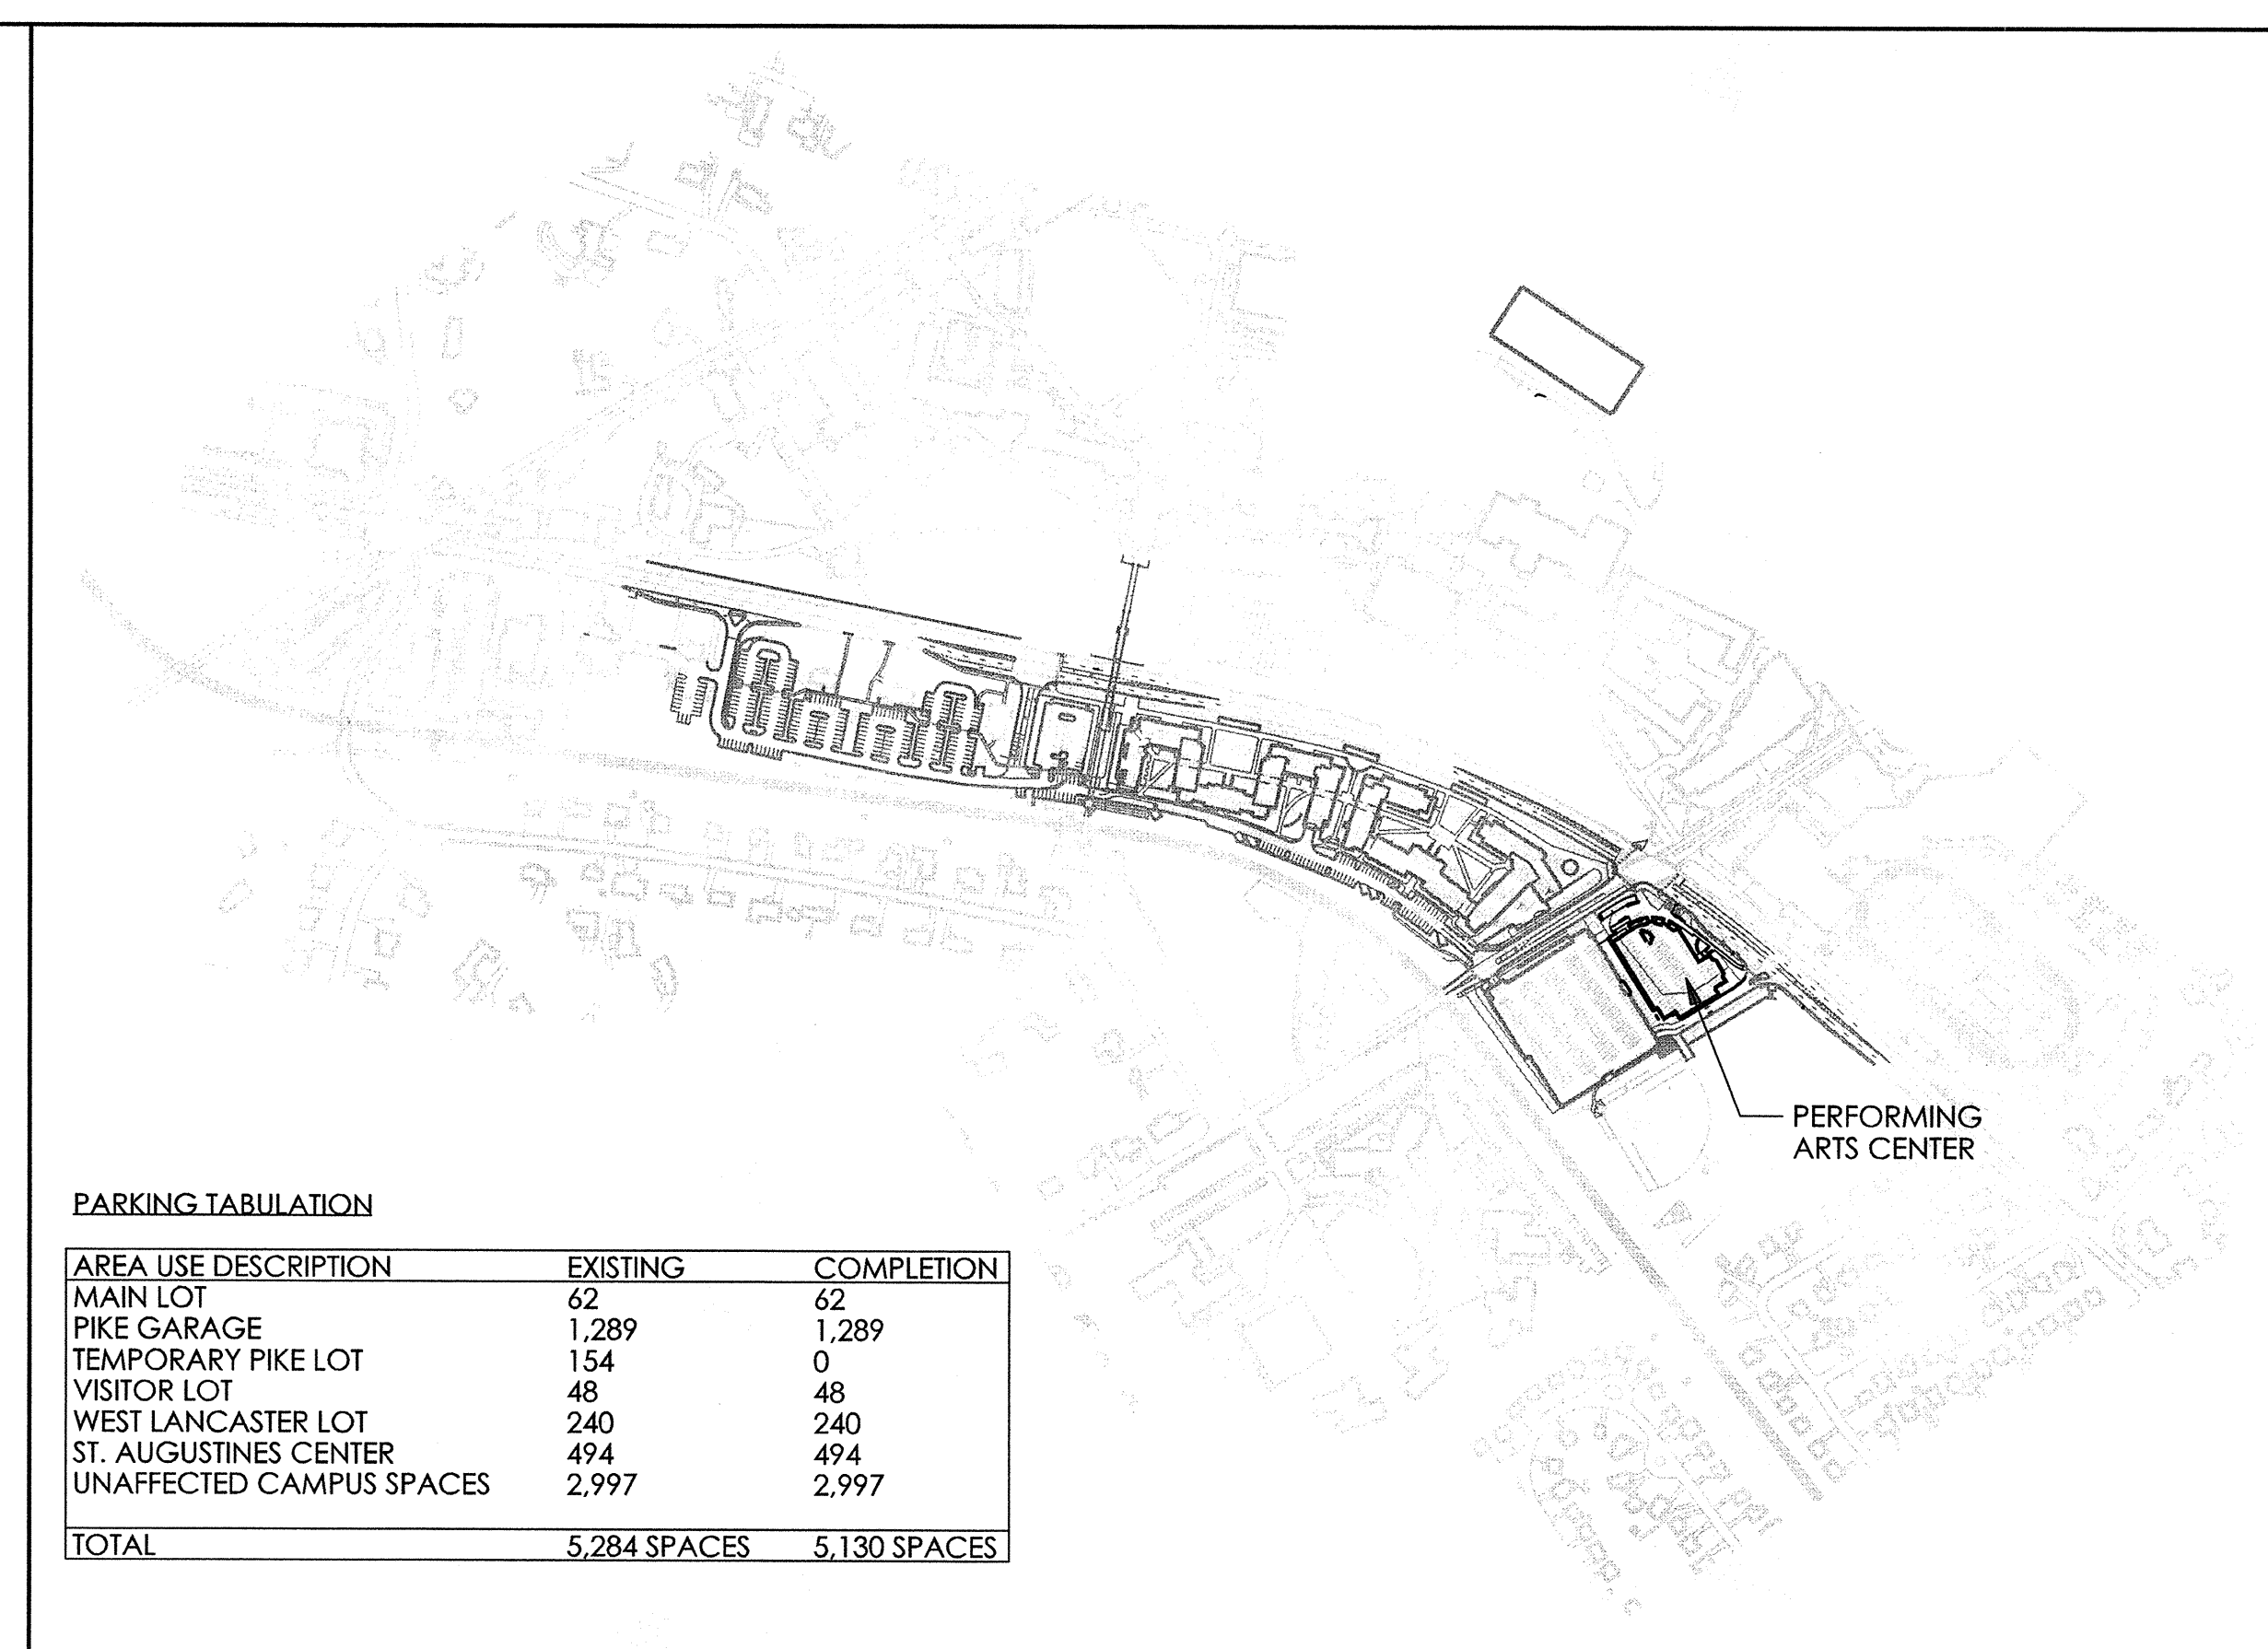 PERFORMING
ARTS CENTER
PARKING TABULATION
AREA USE DESCRIPTION EXISTING COMPLETION
MAIN LOT 62 62
PIKE GARAGE 1,289 1,289
TEMPORARY PIKE LOT 154 0
VISITOR LOT 48 48
WEST LANCASTER LOT 240 240
ST. AUGUSTINES CENTER 494 494
UNAFFECTED CAMPUS SPACES 2,997 2,997
TOTAL 5,284 SPACES 5,130 SPACES